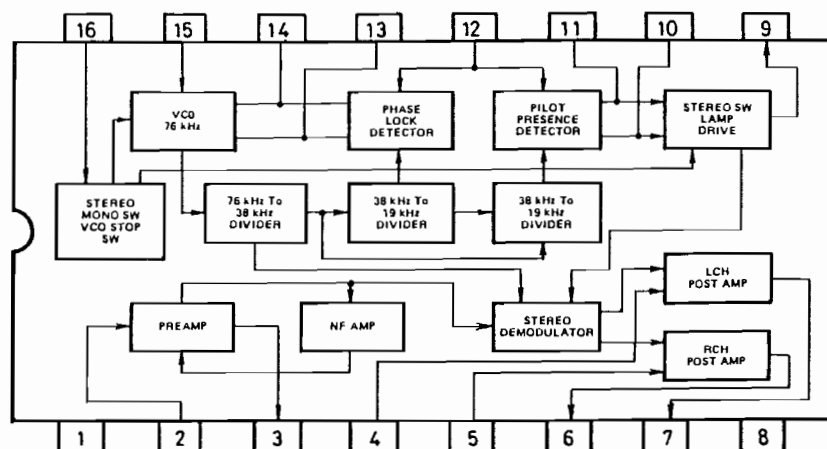 16 15 14 13 12 11 10 9
VCO
76 kHz
PHASE
LOCK
DETECTOR
PILOT
PRESENCE
DETECTOR
STEREO SW
LAMP
DRIVE
STEREO
MONO SW
VCO STOP
SW
76 kHz To
38 kHz
DIVIDER
38 kHz To
19 kHz
DIVIDER
38 kHz To
19 kHz
DIVIDER
PREAMP
NF AMP
STEREO
DEMODULATOR
LCH
POST AMP
RCH
POST AMP
1 2 3 4 5 6 7 8